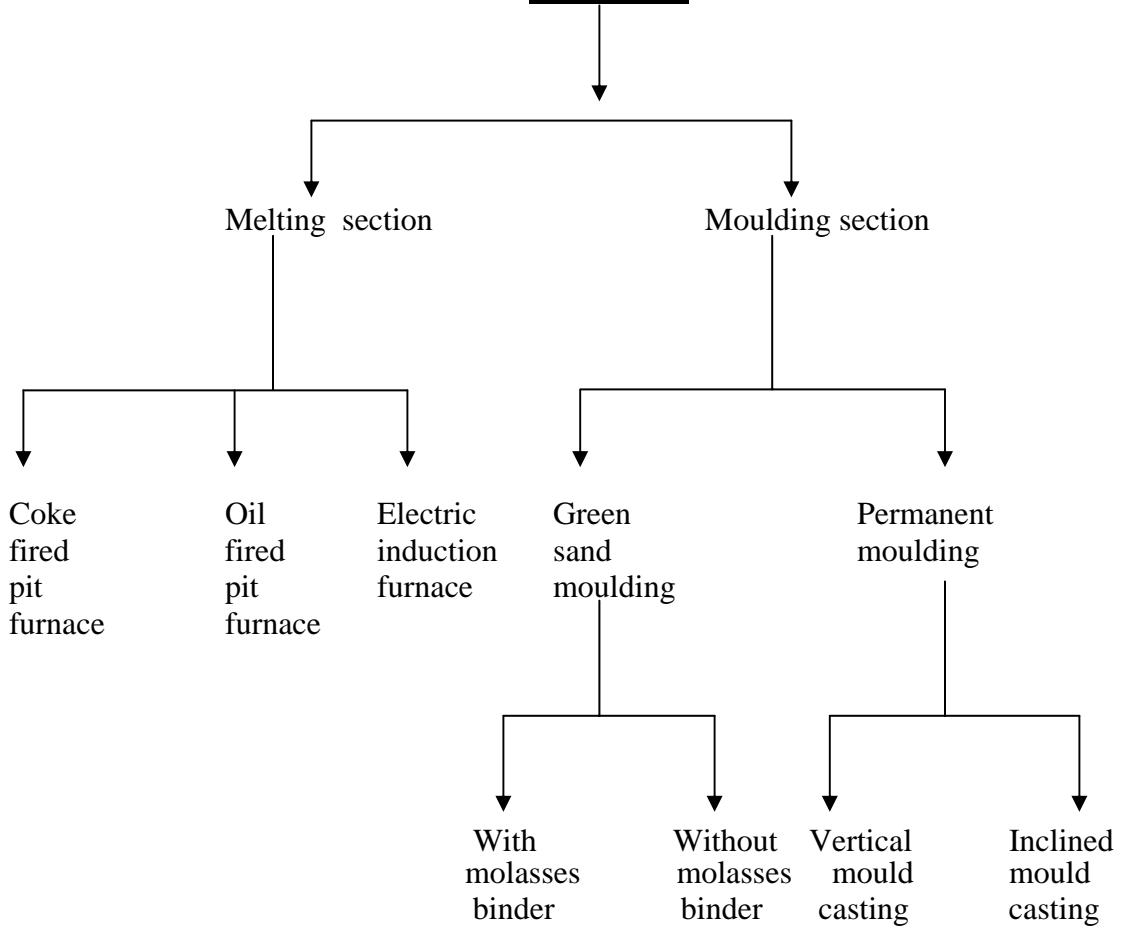 Melting section
Moulding section
Coke
fired
pit
furnace
Oil
fired
pit
furnace
Electric
induction
furnace
Green
sand
moulding
Permanent
moulding
With
molasses
binder
Without
molasses
binder
Vertical
mould
casting
Inclined
mould
casting